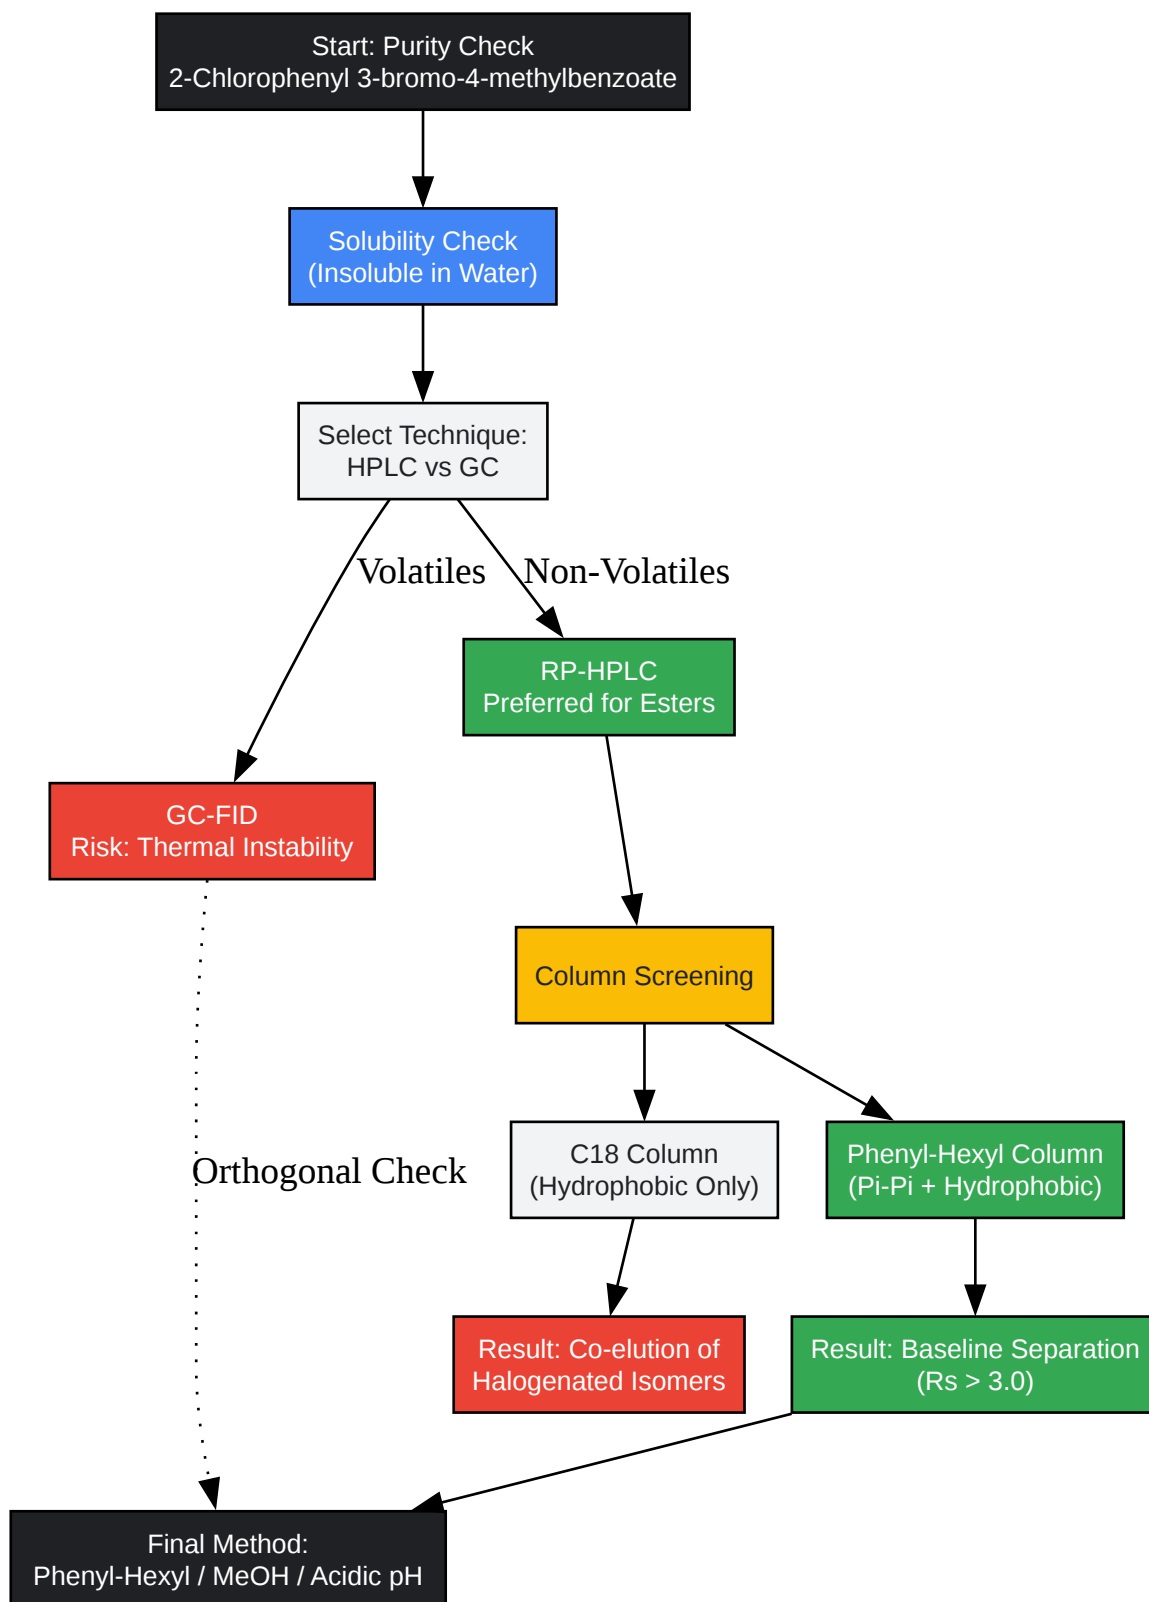 Start: Purity Check
2-Chlorophenyl 3-bromo-4-methylbenzoate
Solubility Check
(Insoluble in Water)
Select Technique:
HPLC vs GC
Volatiles
Non-Volatiles
RP-HPLC
Preferred for Esters
GC-FID
Risk: Thermal Instability
Column Screening
C18 Column
(Hydrophobic Only)
Phenyl-Hexyl Column
(Pi-Pi + Hydrophobic)
Orthogonal Check
Result: Co-elution of
Halogenated Isomers
Result: Baseline Separation
(Rs > 3.0)
Final Method:
Phenyl-Hexyl / MeOH / Acidic pH